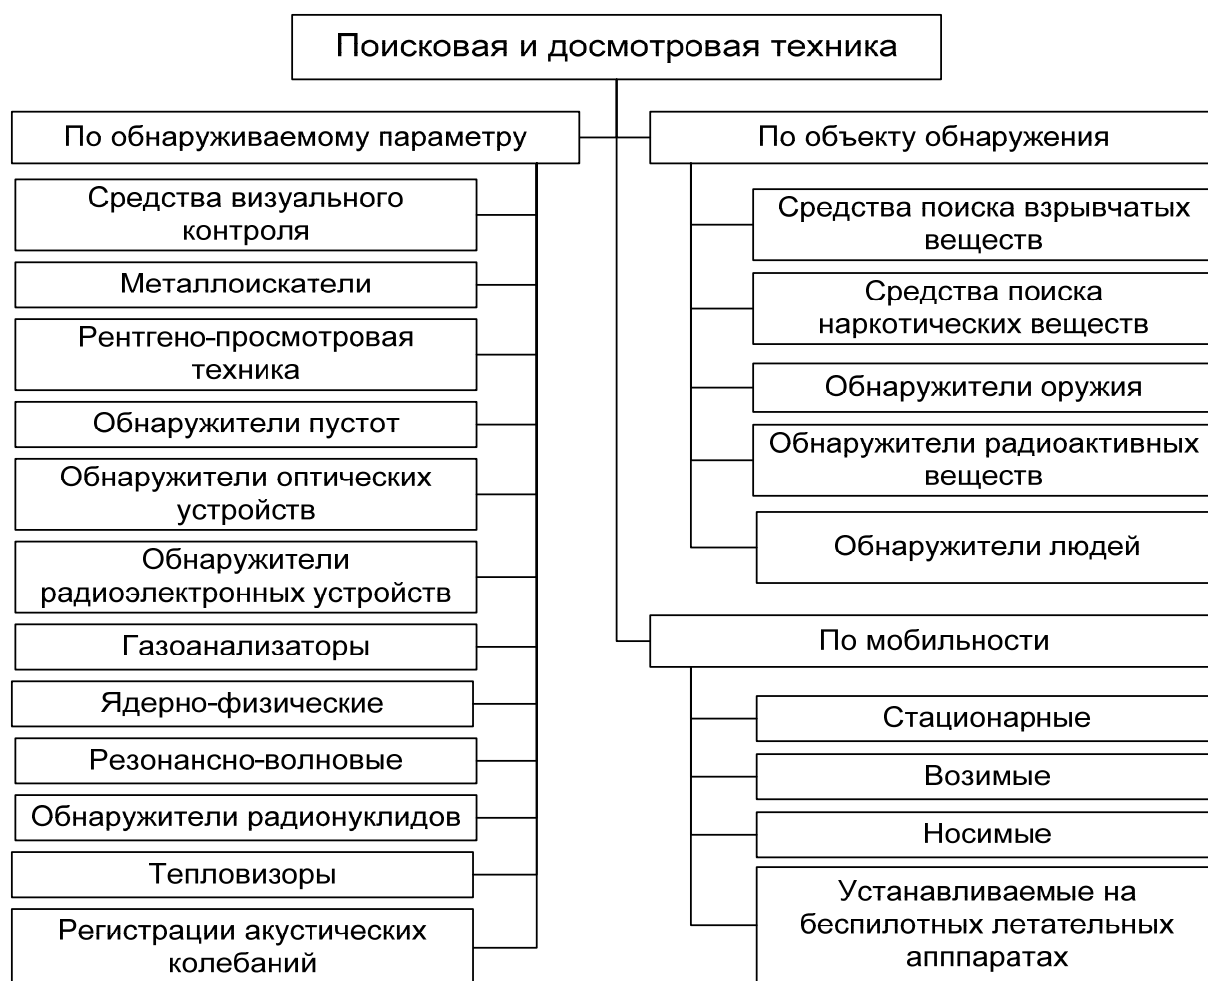 Поисковая и досмотровая техника
По обнаруживаемому параметру
Средства визуального
контроля
Металлоискатели
Рентгено-просмотровая
техника
Обнаружители пустот
Обнаружители оптических
устройств
Обнаружители
радиоэлектронных устройств
Газоанализаторы
Ядерно-физические
Резонансно-волновые
Обнаружители радионуклидов
Тепловизоры
Регистрации акустических
колебаний
По объекту обнаружения
Средства поиска взрывчатых
веществ
Средства поиска
наркотических веществ
Обнаружители оружия
Обнаружители радиоактивных
веществ
Обнаружители людей
По мобильности
Стационарные
Возимые
Носимые
Устанавливаемые на
беспилотных летательных
апппаратах